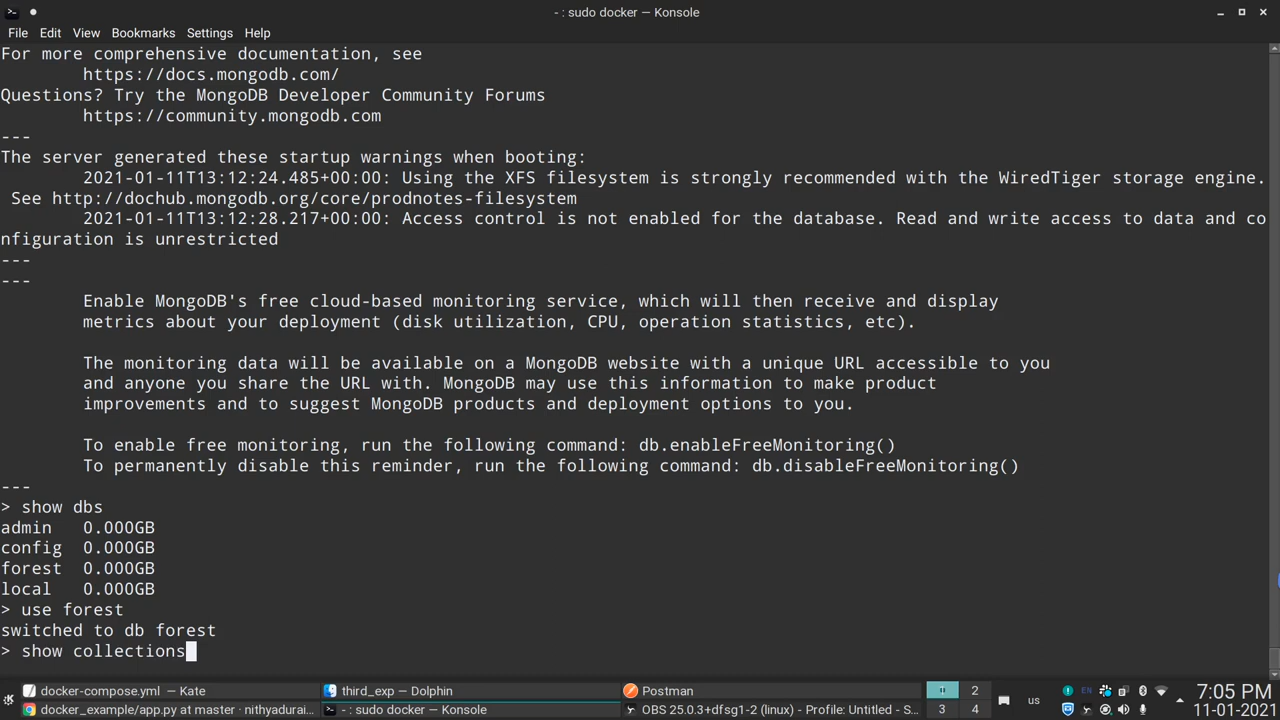 - : sudo docker — Konsole
File Edit View Bookmarks Settings Help
For more comprehensive documentation, see
https://docs.mongodb.com/
Questions? Try the MongoDB Developer Community Forums
https://community.mongodb.com
---
The server generated these startup warnings when booting:
2021-01-11T13:12:24.485+00:00: Using the XFS filesystem is strongly recommended with the WiredTiger storage engine.
See http://dochub.mongodb.org/core/prodnotes-filesystem
2021-01-11T13:12:28.217+00:00: Access control is not enabled for the database. Read and write access to data and co
nfiguration is unrestricted
---
---
Enable MongoDB's free cloud-based monitoring service, which will then receive and display
metrics about your deployment (disk utilization, CPU, operation statistics, etc).
The monitoring data will be available on a MongoDB website with a unique URL accessible to you
and anyone you share the URL with. MongoDB may use this information to make product
improvements and to suggest MongoDB products and deployment options to you.
To enable free monitoring, run the following command: db.enableFreeMonitoring()
To permanently disable this reminder, run the following command: db.disableFreeMonitoring()
---
> show dbs
admin 0.000GB
config 0.000GB
forest 0.000GB
local 0.000GB
> use forest
switched to db forest
> show collections
docker-compose.yml — Kate third_exp — Dolphin Postman 2 EN 7:05 PM
docker_example/app.py at master · nithyadurai... - : sudo docker — Konsole OBS 25.0.3+dfsg1-2 (linux) - Profile: Untitled - S... 3 4 us 11-01-2021